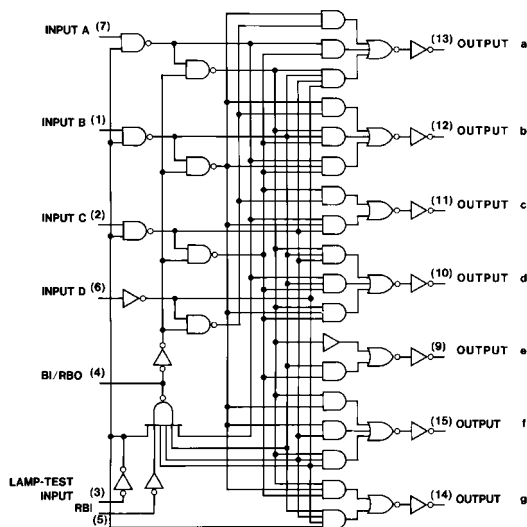 INPUT A (7)
(13) OUTPUT a
INPUT B (1)
(12) OUTPUT b
INPUT C (2)
(11) OUTPUT c
INPUT D (6)
(10) OUTPUT d
BI/RBO (4)
(9) OUTPUT e
(15) OUTPUT f
LAMP-TEST
INPUT
(3)
RBI
(5)
(14) OUTPUT g